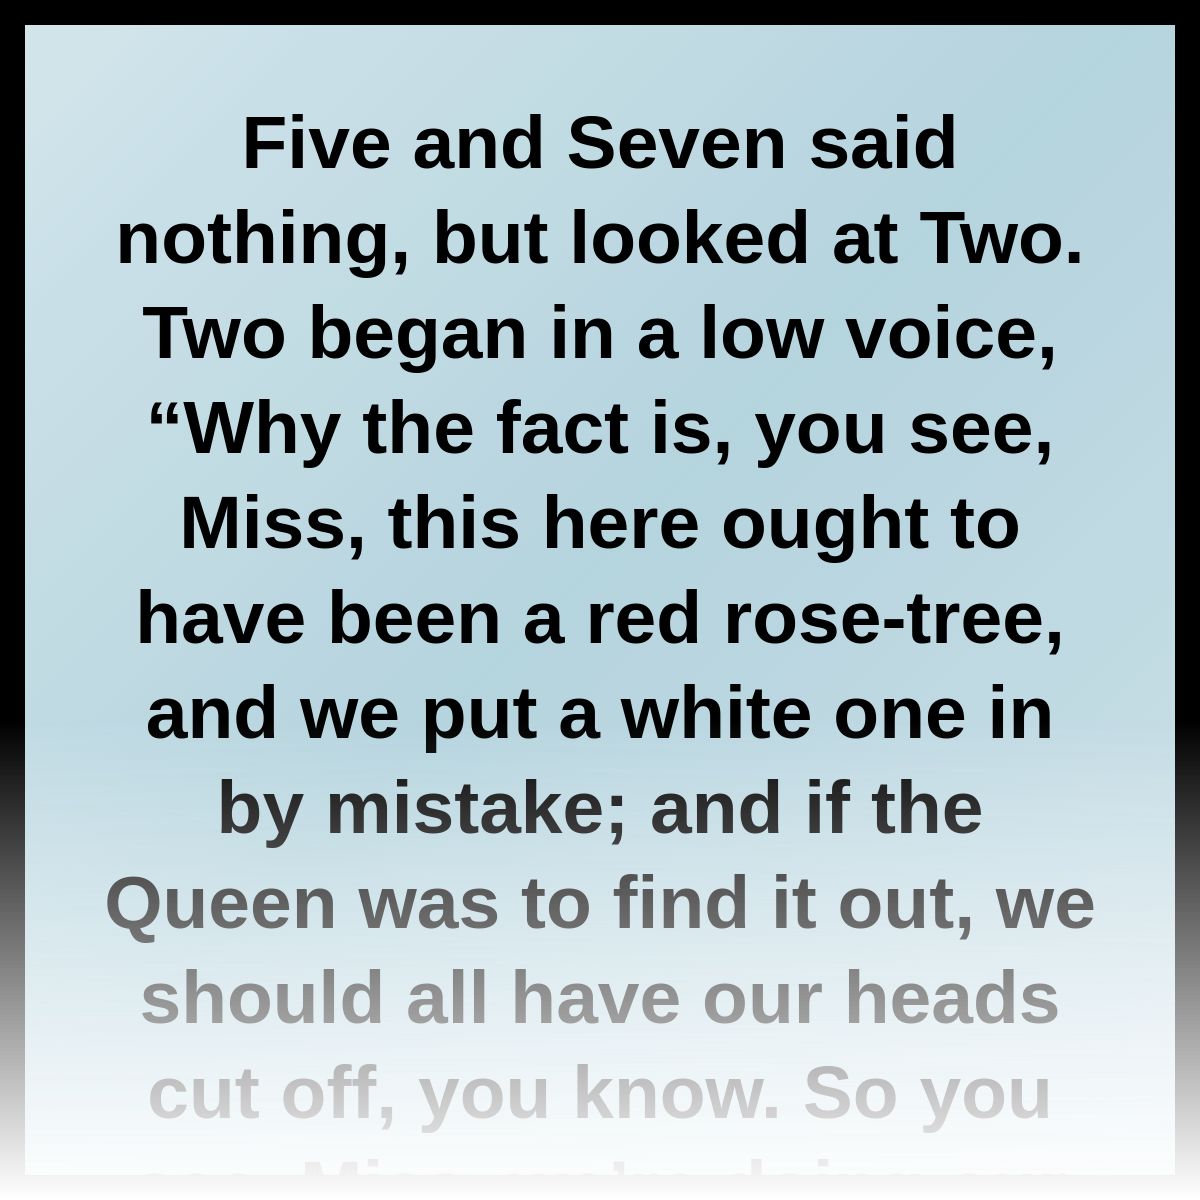 Five and Seven said
nothing, but looked at Two.
Two began in a low voice,
“Why the fact is, you see,
Miss, this here ought to
have been a red rose-tree,
and we put a white one in
by mistake; and if the
Queen was to find it out, we
should all have our heads
cut off, you know. So you